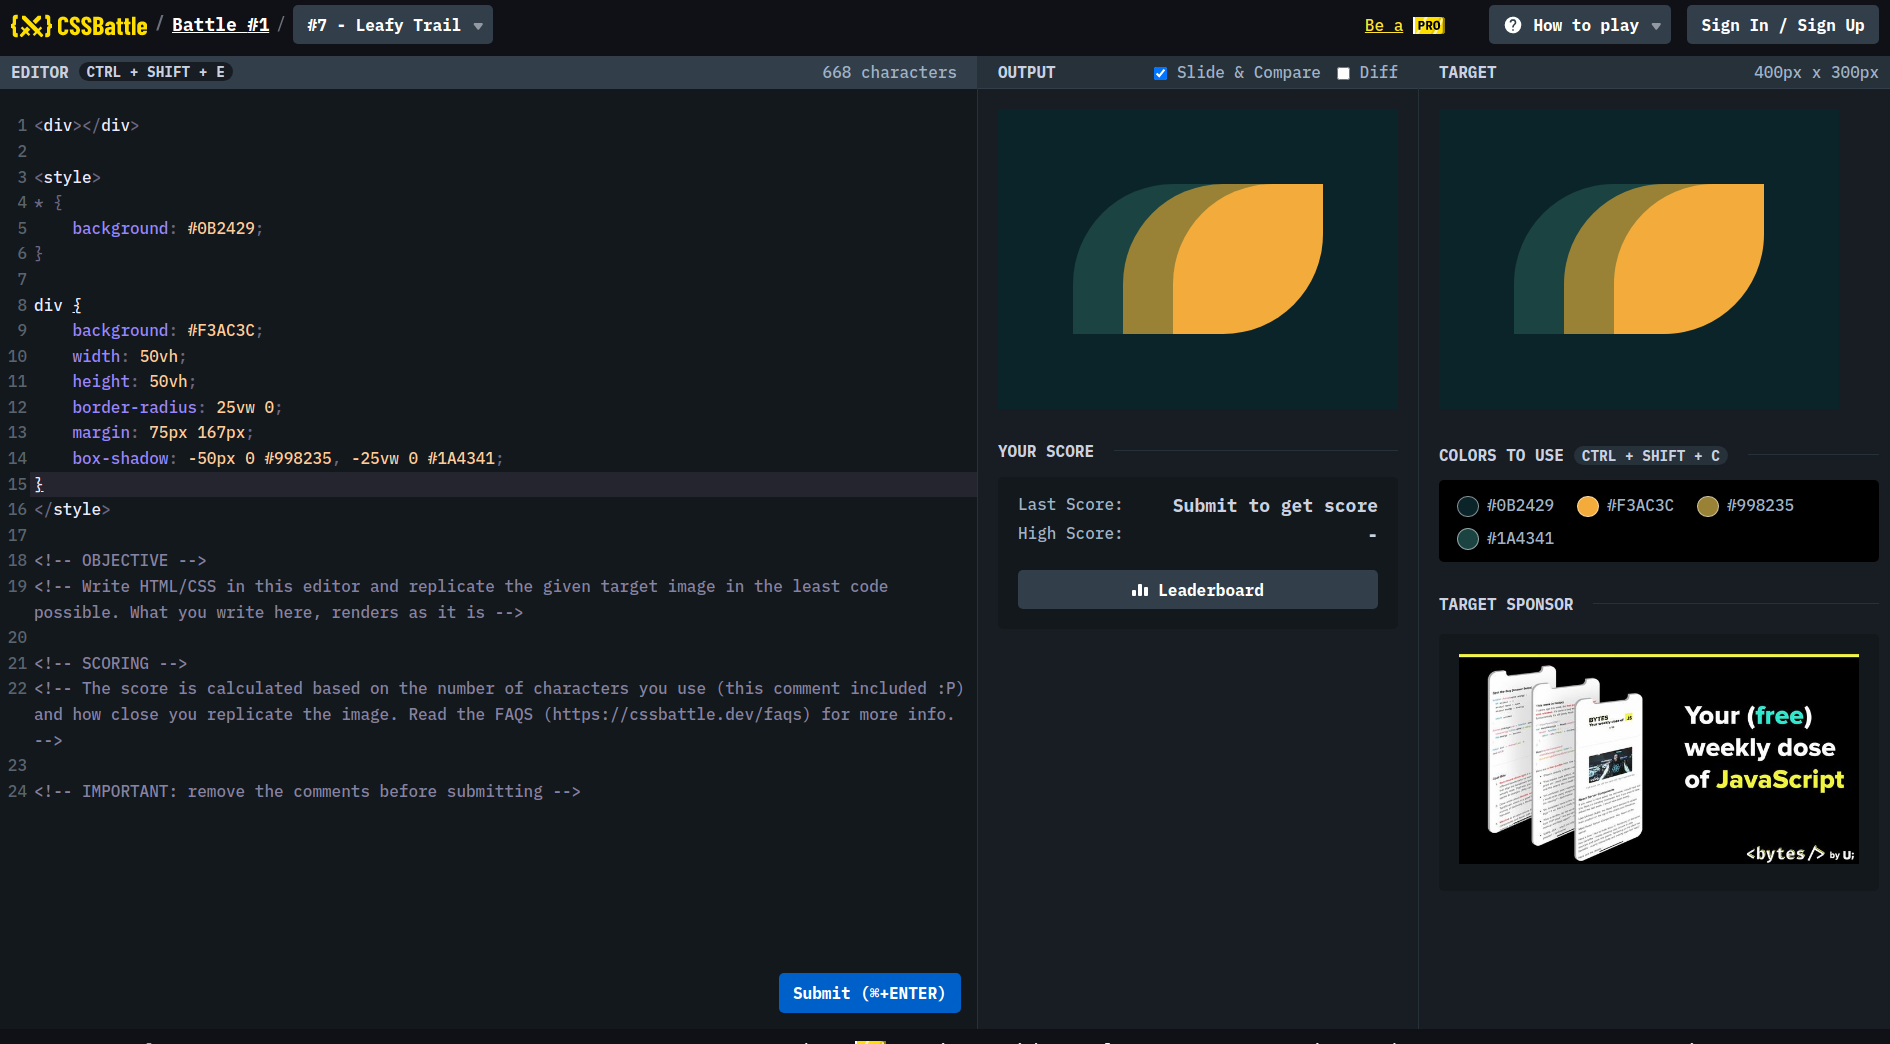 {X} CSSBattle / Battle #1 / #7 - Leafy Trail
Be a PRO
How to play
Sign In / Sign Up
EDITOR CTRL + SHIFT + E 668 characters
OUTPUT Slide & Compare Diff
TARGET 400px x 300px
1 <div></div>
2
3 <style>
4 * {
5 background: #0B2429;
6 }
7
8 div {
9 background: #F3AC3C;
10 width: 50vh;
11 height: 50vh;
12 border-radius: 25vw 0;
13 margin: 75px 167px;
14 box-shadow: -50px 0 #998235, -25vw 0 #1A4341;
15 }
16 </style>
17
18 <!-- OBJECTIVE -->
19 <!-- Write HTML/CSS in this editor and replicate the given target image in the least code
possible. What you write here, renders as it is -->
20
21 <!-- SCORING -->
22 <!-- The score is calculated based on the number of characters you use (this comment included :P)
and how close you replicate the image. Read the FAQS (https://cssbattle.dev/faqs) for more info.
-->
23
24 <!-- IMPORTANT: remove the comments before submitting -->
Submit (⌘+ENTER)
YOUR SCORE
Last Score: Submit to get score
High Score: -
Leaderboard
COLORS TO USE CTRL + SHIFT + C
#0B2429 #F3AC3C #998235
#1A4341
TARGET SPONSOR
BYTES
JS
Your (free)
weekly dose
of JavaScript
<bytes/> by U;